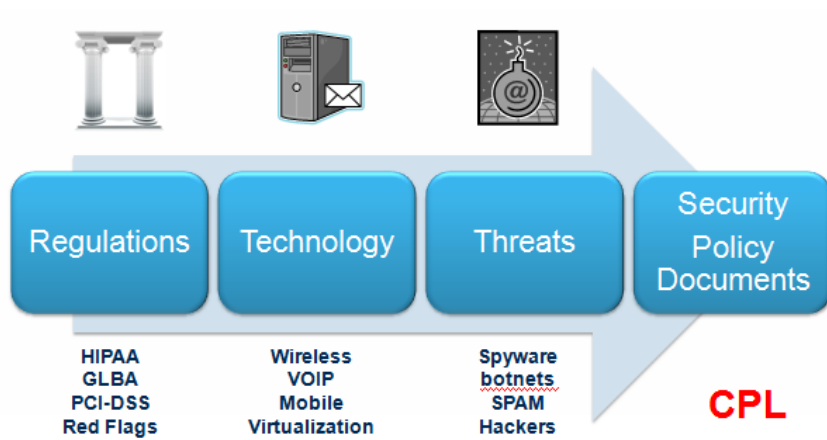 @
Regulations
Technology
Threats
Security
Policy
Documents
HIPAA
GLBA
PCI-DSS
Red Flags
Wireless
VOIP
Mobile
Virtualization
Spyware
botnets
SPAM
Hackers
CPL